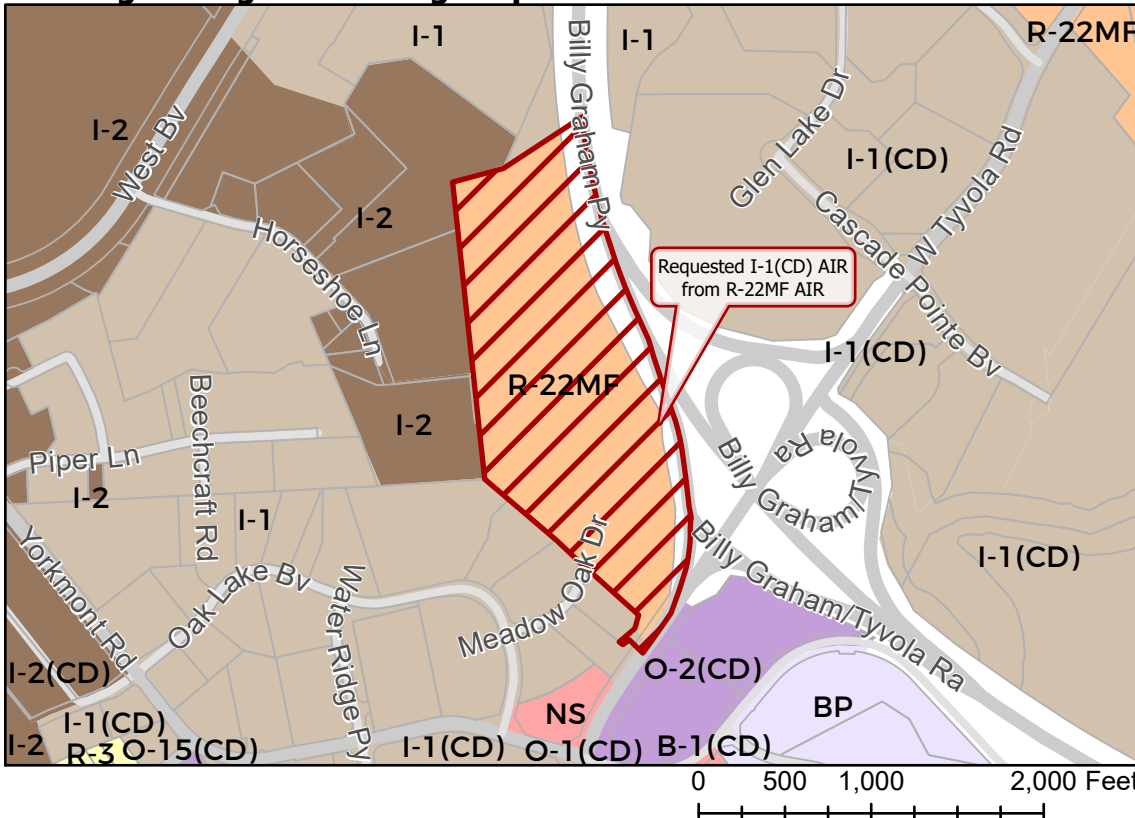 I-1
I-1
R-22MF
Billy Graham Py
I-2
West Bv
Glen Lake Dr
I-1(CD)
W Tyvola Rd
I-2
Horseshoe Ln
Cascade Pointe Bv
Requested I-1(CD) AIR
from R-22MF AIR
I-1(CD)
R-22MF
Beechcraft Rd
I-2
Piper Ln
I-2
I-1
Billy Graham/Tyvola Ra
Yorkmont Rd
Oak Lake Bv
Water Ridge Py
Meadow Oak Dr
Billy Graham/Tyvola Ra
I-1(CD)
I-2(CD)
O-2(CD)
I-1(CD)
NS
BP
I-2
R-3
O-15(CD)
I-1(CD)
O-1(CD)
B-1(CD)
0 500 1,000 2,000 Feet